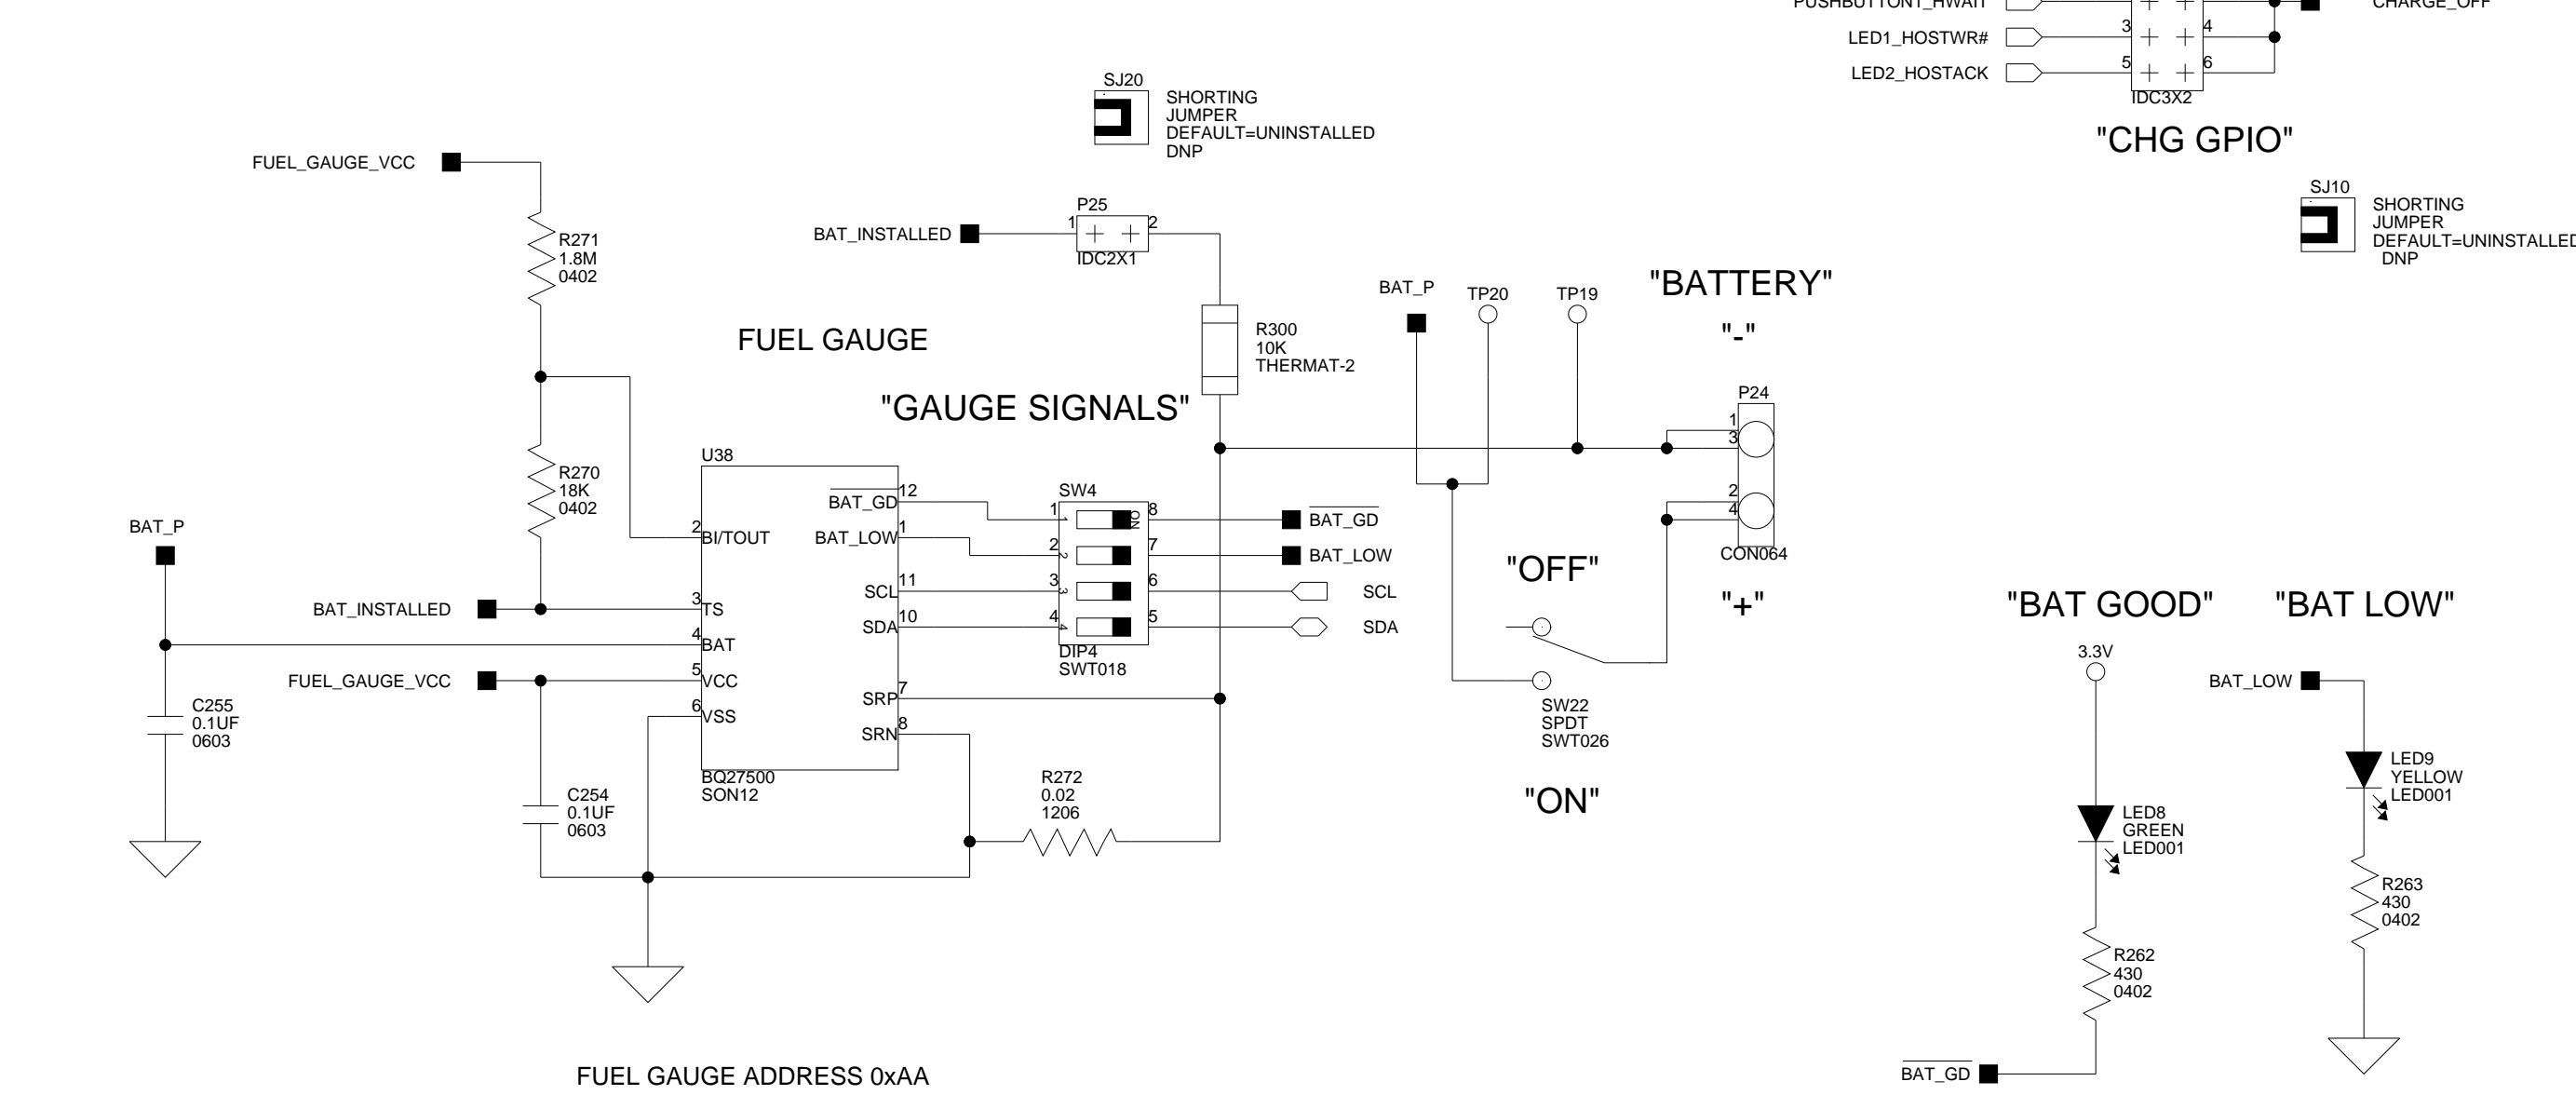 PUSHBUTTON1_HWAIT
CHARGE_OFF
LED1_HOSTWR#
3
4
LED2_HOSTACK
5
6
IDC3X2
"CHG GPIO"
SJ20
SHORTING
JUMPER
DEFAULT=UNINSTALLED
DNP
SJ10
SHORTING
JUMPER
DEFAULT=UNINSTALLED
DNP
FUEL_GAUGE_VCC
R271
1.8M
0402
BAT_INSTALLED
P25
1
2
IDC2X1
R300
10K
THERMAT-2
FUEL GAUGE
"GAUGE SIGNALS"
BAT_P
TP20
TP19
"BATTERY"
"-"
P24
1
3
2
4
CON064
"+"
R270
18K
0402
BAT_P
BAT_INSTALLED
FUEL_GAUGE_VCC
C255
0.1UF
0603
C254
0.1UF
0603
U38
2
BI/TOUT
3
TS
4
BAT
5
VCC
6
VSS
BAT_GD
12
BAT_LOW
1
SCL
11
SDA
10
SRP
7
SRN
8
BQ27500
SON12
SW4
1
2
3
4
1
2
3
4
ON
8
7
6
5
DIP4
SWT018
BAT_GD
BAT_LOW
SCL
SDA
R272
0.02
1206
"OFF"
SW22
SPDT
SWT026
"ON"
"BAT GOOD"
3.3V
LED8
GREEN
LED001
R262
430
0402
BAT_GD
"BAT LOW"
BAT_LOW
LED9
YELLOW
LED001
R263
430
0402
FUEL GAUGE ADDRESS 0xAA